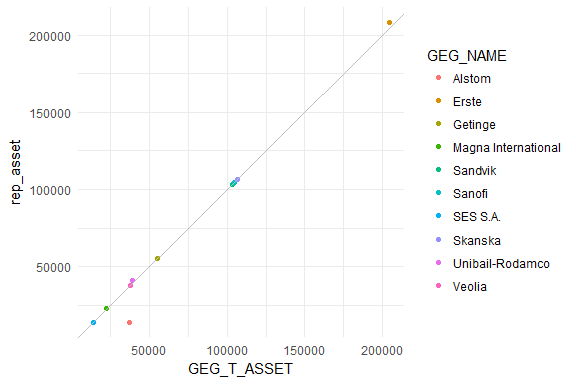 200000
150000
100000
50000
rep_asset
50000
100000
150000
200000
GEG_T_ASSET
GEG_NAME
Alstom
Erste
Getinge
Magna International
Sandvik
Sanofi
SES S.A.
Skanska
Unibail-Rodamco
Veolia